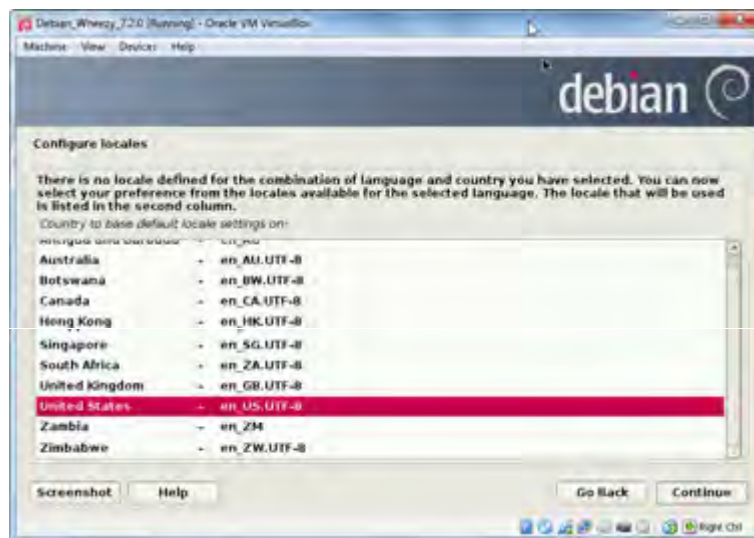 Debian_Wheezy_7.2.0 [Running] - Oracle VM VirtualBox
Machine View Devices Help
debian
Configure locales
There is no locale defined for the combination of language and country you have selected. You can now
select your preference from the locales available for the selected language. The locale that will be used
is listed in the second column.
Country to base default locale settings on:
Antigua and Barbuda - en_AG
Australia - en_AU.UTF-8
Botswana - en_BW.UTF-8
Canada - en_CA.UTF-8
Hong Kong - en_HK.UTF-8
Singapore - en_SG.UTF-8
South Africa - en_ZA.UTF-8
United Kingdom - en_GB.UTF-8
United States - en_US.UTF-8
Zambia - en_ZM
Zimbabwe - en_ZW.UTF-8
Screenshot Help Go Back Continue
Right Ctrl